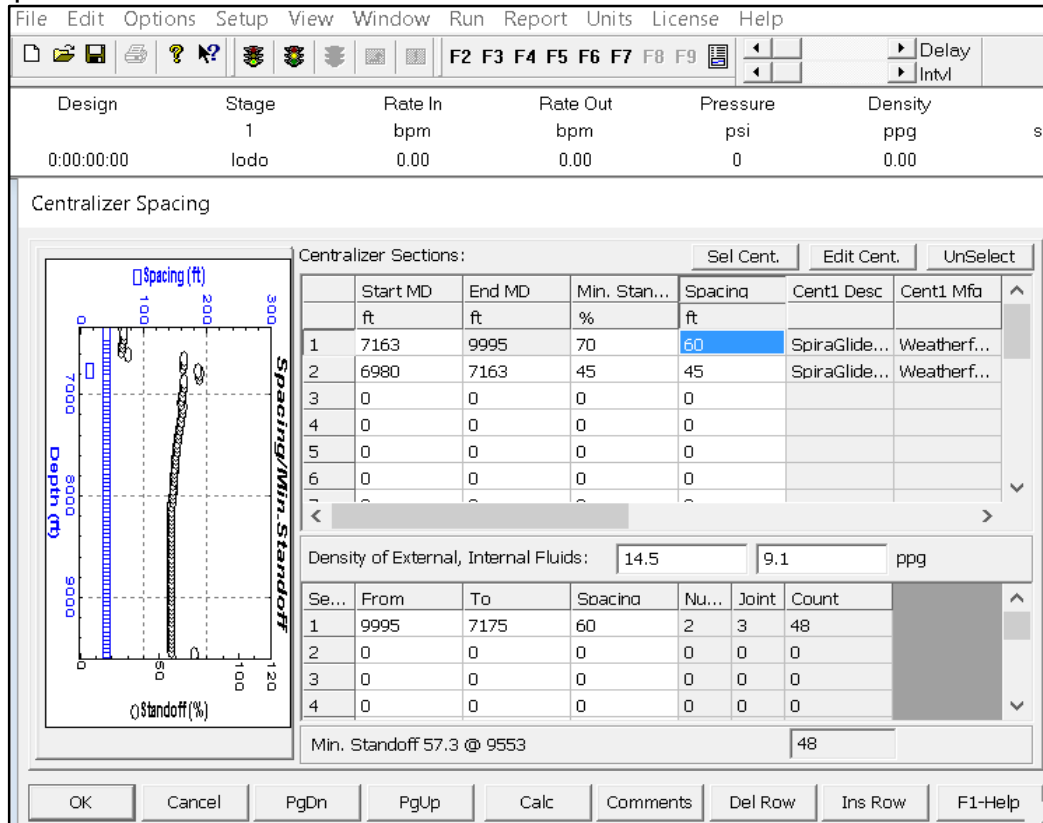 File Edit Options Setup View Window Run Report Units License Help
F2 F3 F4 F5 F6 F7 F8 F9 Delay
Intvl
Design Stage Rate In Rate Out Pressure Density
1 bpm bpm psi ppg s
0:00:00:00 lodo 0.00 0.00 0 0.00
Centralizer Spacing
Centralizer Sections: Sel Cent. Edit Cent. UnSelect
Start MD End MD Min. Stan... Spacing Cent1 Desc Cent1 Mfg
ft ft % ft
1 7163 9995 70 60 SpiraGlide... Weatherf...
2 6980 7163 45 45 SpiraGlide... Weatherf...
3 0 0 0 0
4 0 0 0 0
5 0 0 0 0
6 0 0 0 0
Spacing (ft)
0 100 200 300
7000 8000 9000
Depth (ft)
Spacing/Min.Standoff
0 50 100 120
Standoff (%)
Density of External, Internal Fluids: 14.5 9.1 ppg
Se... From To Spacing Nu... Joint Count
1 9995 7175 60 2 3 48
2 0 0 0 0 0 0
3 0 0 0 0 0 0
4 0 0 0 0 0 0
Min. Standoff 57.3 @ 9553 48
OK Cancel PgDn PgUp Calc Comments Del Row Ins Row F1-Help